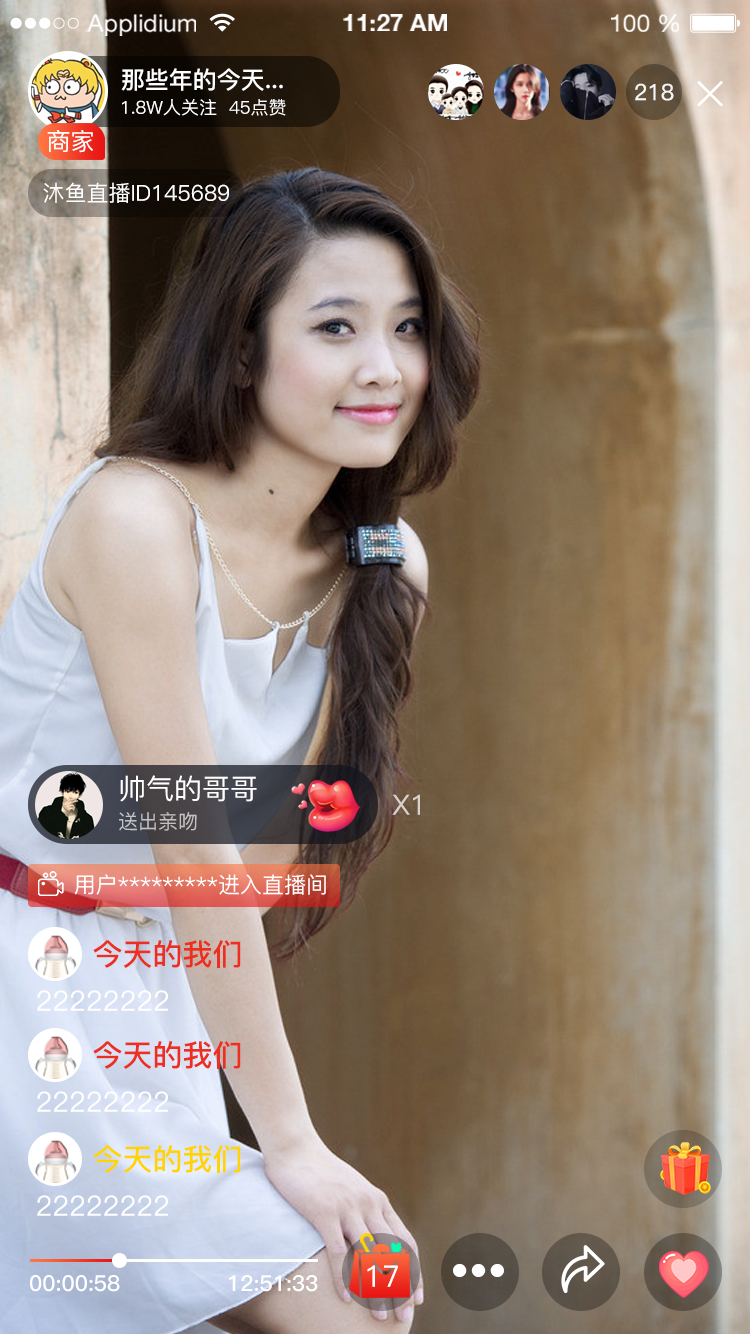 Applidium 11:27 AM 100 %
那些年的今天...
1.8W人关注 45点赞
218
商家
沐鱼直播ID145689
帅气的哥哥
送出亲吻
X1
用户*********进入直播间
今天的我们
22222222
今天的我们
22222222
今天的我们
22222222
00:00:58 12:51:33
17